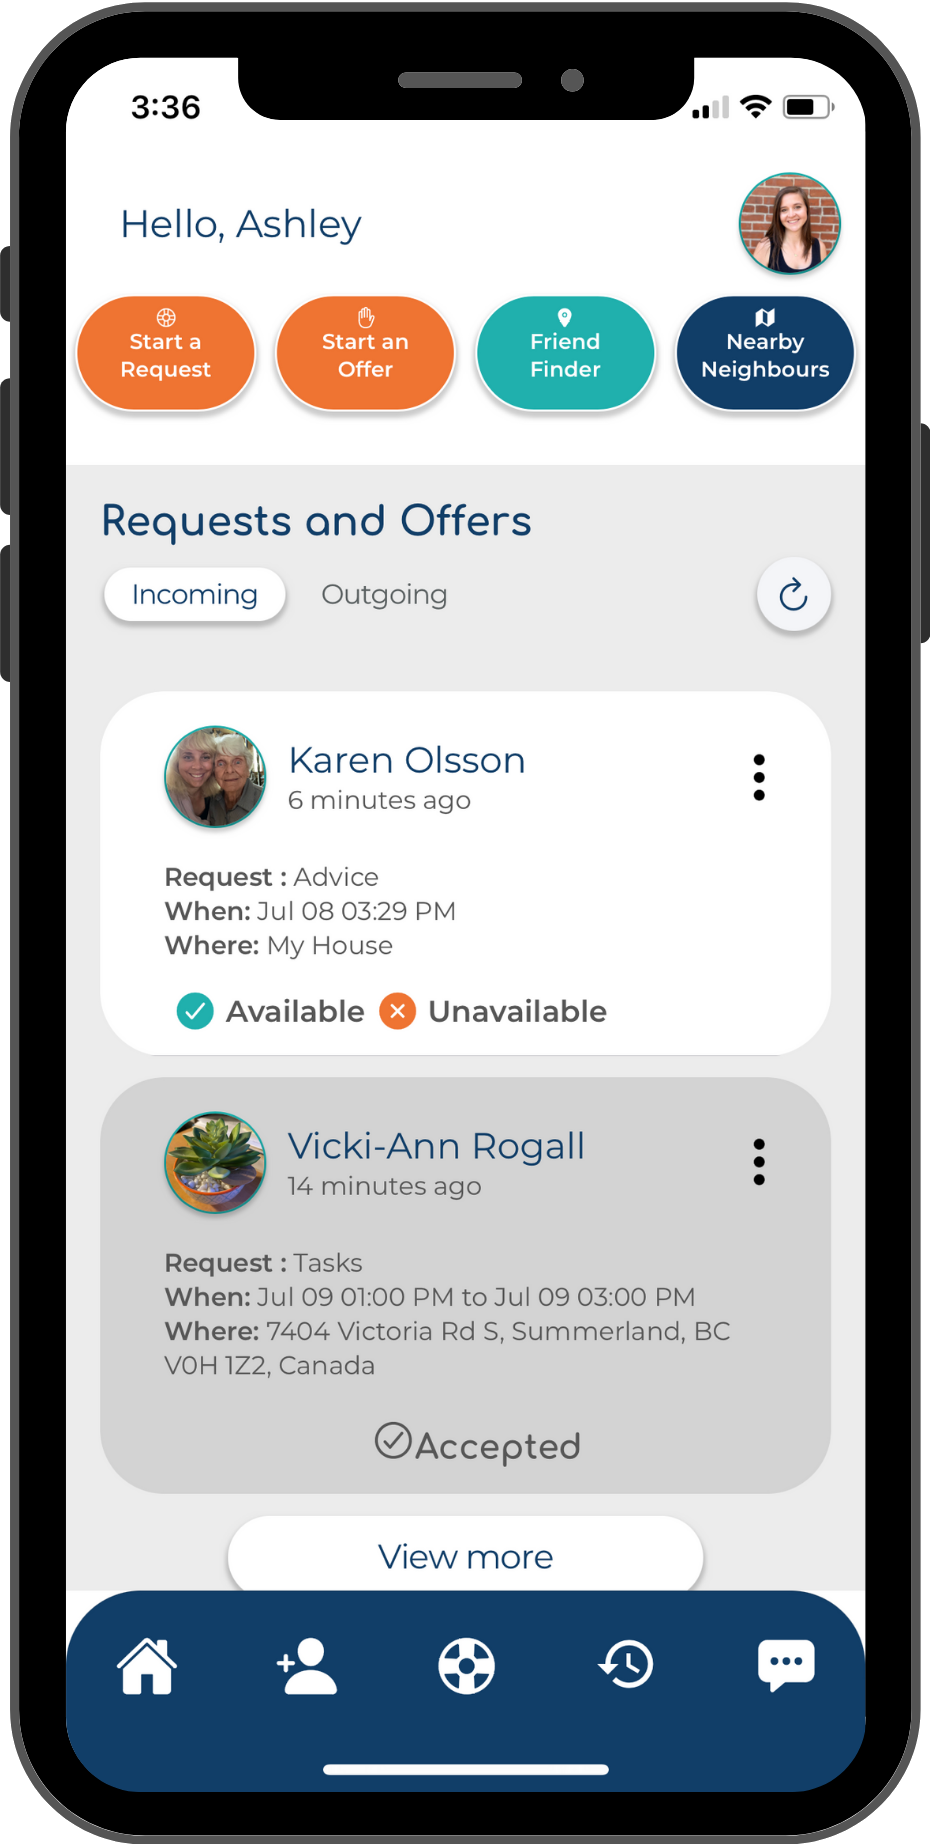 3:36
Hello, Ashley
Start a
Request
Start an
Offer
Friend
Finder
Nearby
Neighbours
Requests and Offers
Incoming Outgoing
Karen Olsson
6 minutes ago
Request : Advice
When: Jul 08 03:29 PM
Where: My House
Available Unavailable
Vicki-Ann Rogall
14 minutes ago
Request : Tasks
When: Jul 09 01:00 PM to Jul 09 03:00 PM
Where: 7404 Victoria Rd S, Summerland, BC
V0H 1Z2, Canada
Accepted
View more